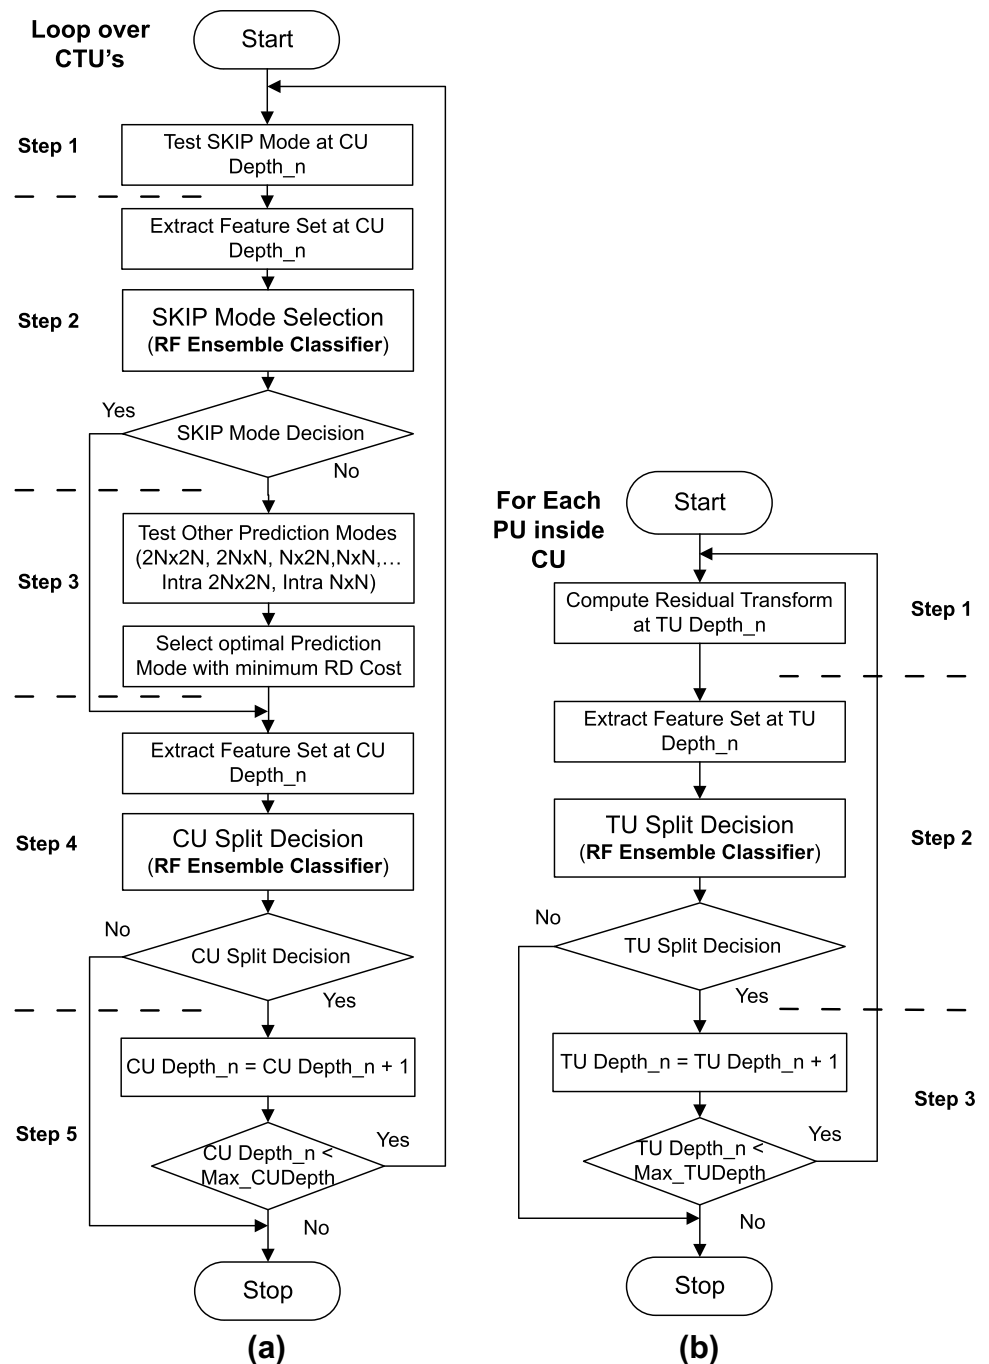 Loop over
CTU's
Start
Step 1
Test SKIP Mode at CU
Depth_n
Extract Feature Set at CU
Depth_n
Step 2
SKIP Mode Selection
(RF Ensemble Classifier)
Yes
SKIP Mode Decision
No
Step 3
Test Other Prediction Modes
(2Nx2N, 2NxN, Nx2N,NxN,…
Intra 2Nx2N, Intra NxN)
Select optimal Prediction
Mode with minimum RD Cost
Extract Feature Set at CU
Depth_n
Step 4
CU Split Decision
(RF Ensemble Classifier)
No
CU Split Decision
Yes
CU Depth_n = CU Depth_n + 1
Step 5
CU Depth_n <
Max_CUDepth
Yes
No
Stop
(a)
For Each
PU inside
CU
Start
Compute Residual Transform
at TU Depth_n
Step 1
Extract Feature Set at TU
Depth_n
TU Split Decision
(RF Ensemble Classifier)
Step 2
No
TU Split Decision
Yes
TU Depth_n = TU Depth_n + 1
Step 3
TU Depth_n <
Max_TUDepth
Yes
No
Stop
(b)